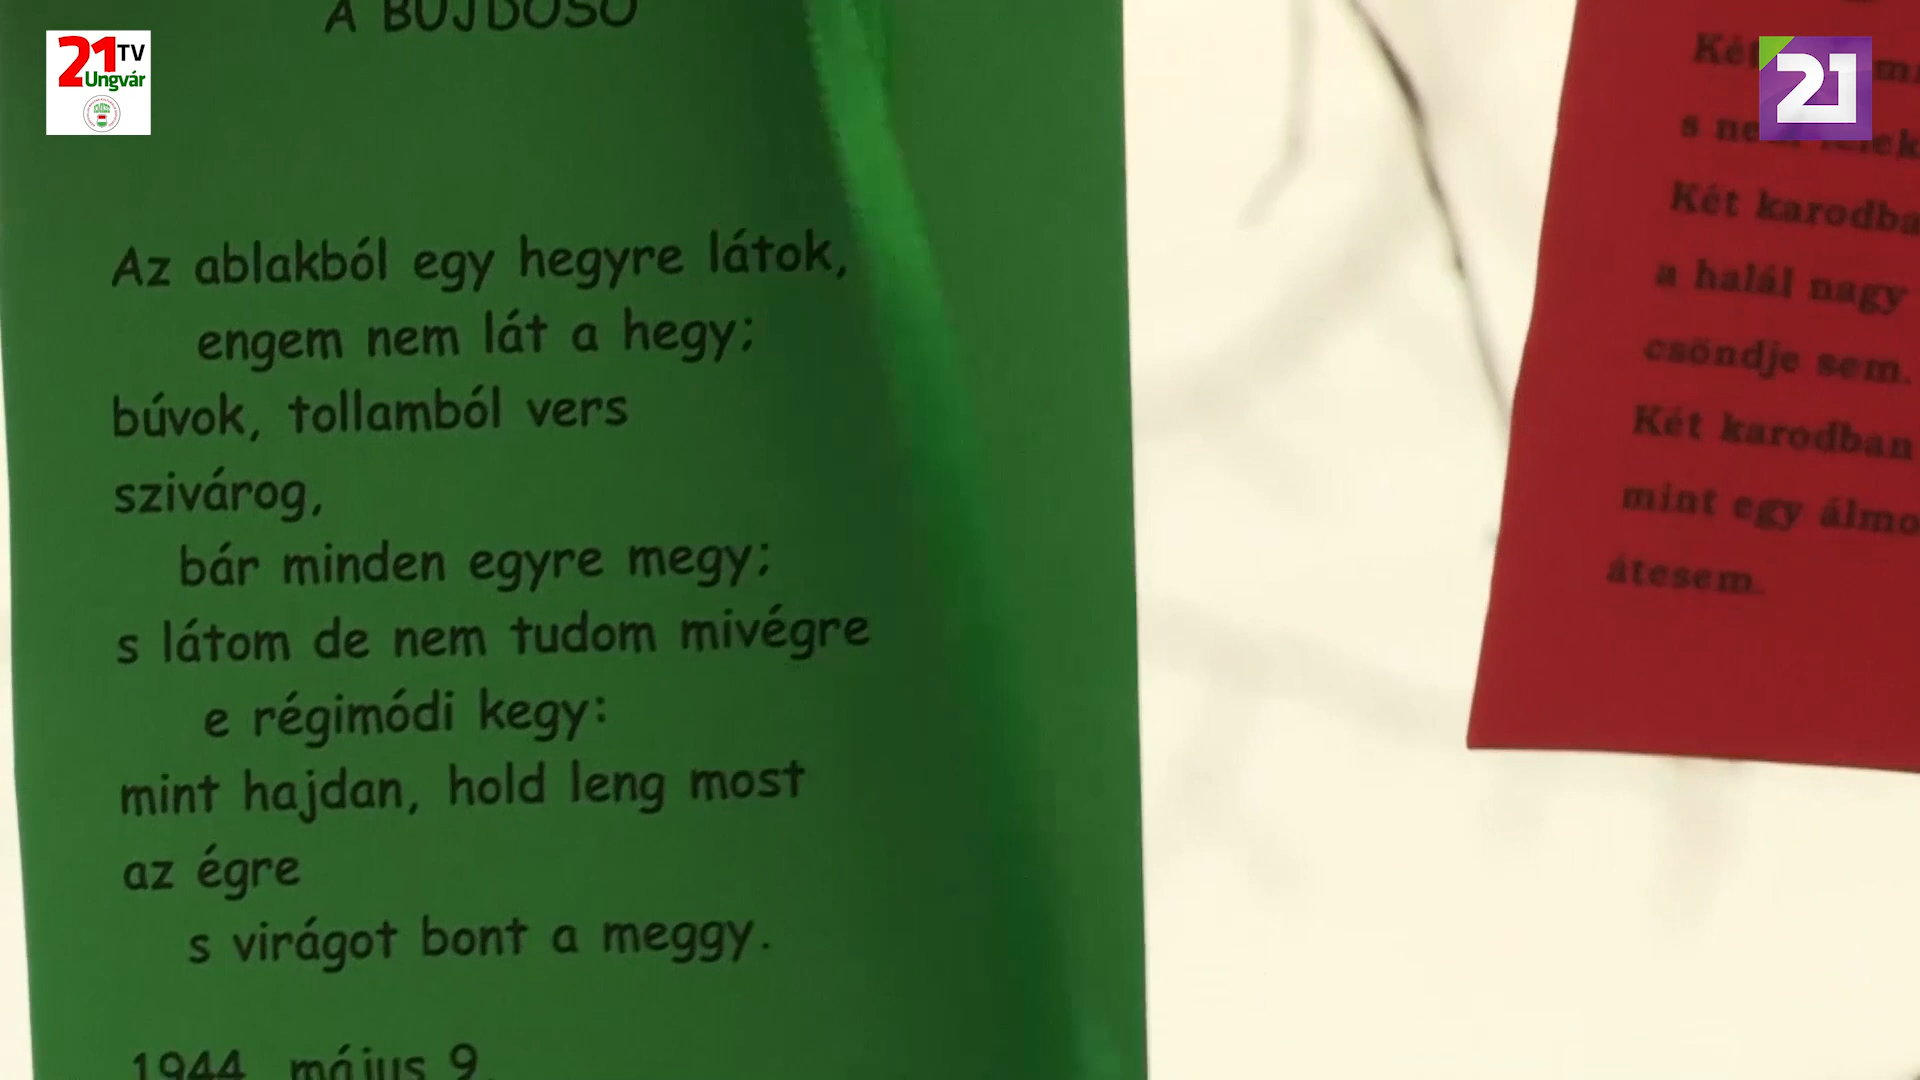 21 TV
Ungvár
21
A BUJDOSÓ
Az ablakból egy hegyre látok,
engem nem lát a hegy;
búvok, tollamból vers
szivárog,
bár minden egyre megy;
s látom de nem tudom mivégre
e régimódi kegy:
mint hajdan, hold leng most
az égre
s virágot bont a meggy.
1944. május 9.
Két karodba
a halál nagy
csöndje sem.
Két karodban
mint egy álmo
átesem.